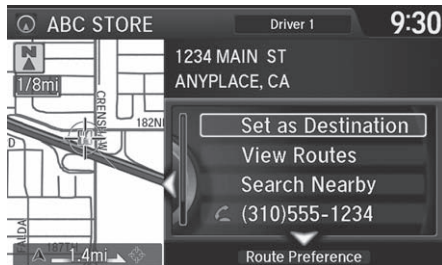 ABC STORE
Driver 1
9:30
N
1/8mi
1234 MAIN ST
ANYPLACE, CA
CRENSHAW
182N
Set as Destination
View Routes
Search Nearby
(310)555-1234
1.4mi
Route Preference